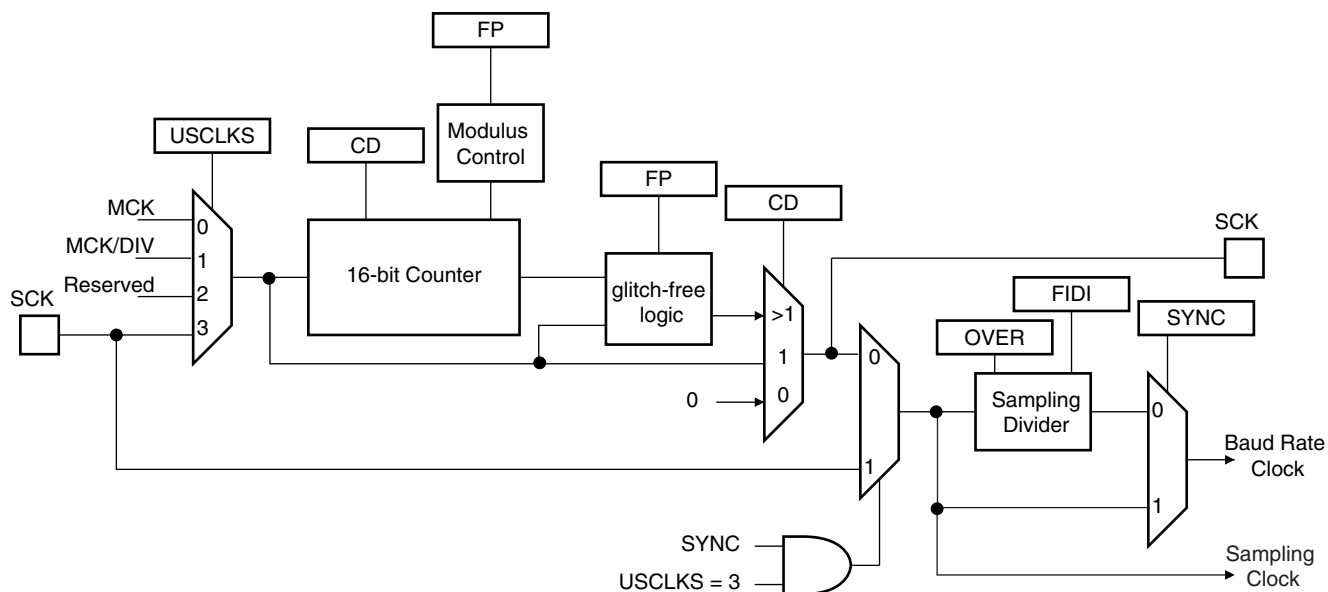 FP
USCLKS
CD
Modulus
Control
FP
CD
MCK
0
MCK/DIV
1
Reserved
2
SCK
3
16-bit Counter
glitch-free
logic
>1
1
0
0
SCK
FIDI
OVER
SYNC
0
1
Sampling
Divider
0
1
Baud Rate
Clock
SYNC
USCLKS = 3
Sampling
Clock